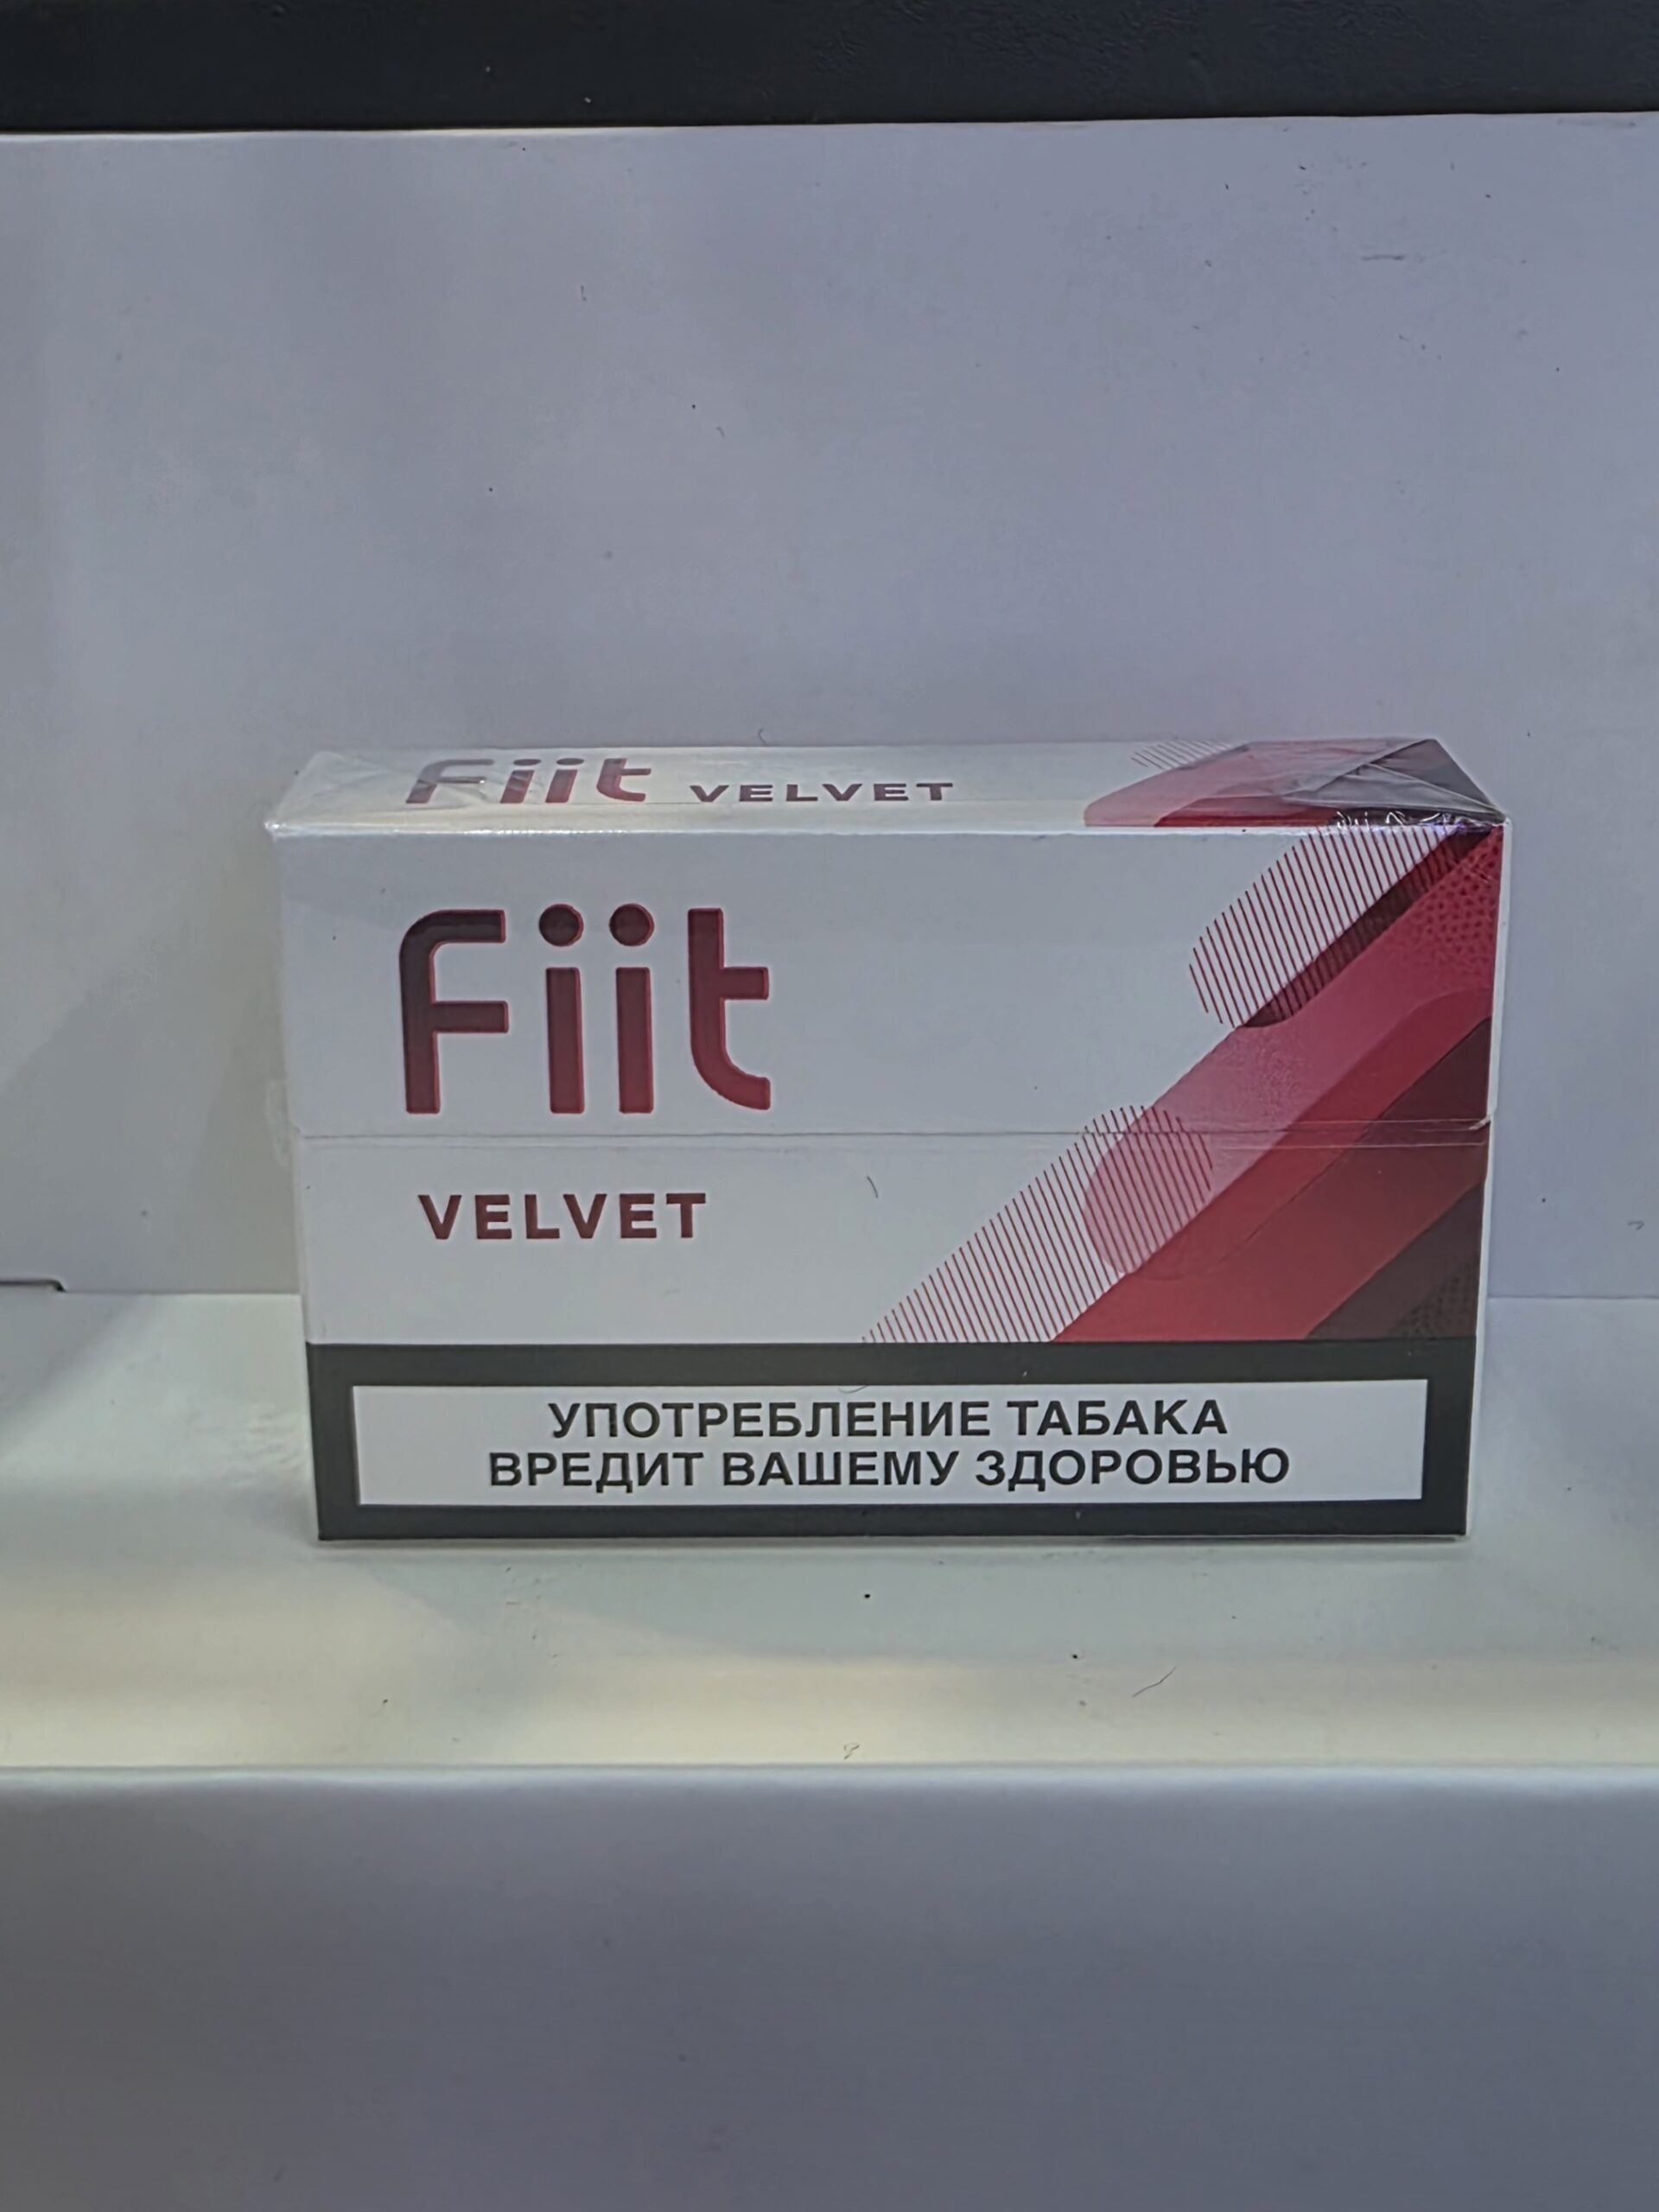 Fiit VELVET
Fiit
VELVET
УПОТРЕБЛЕНИЕ ТАБАКА
ВРЕДИТ ВАШЕМУ ЗДОРОВЬЮ